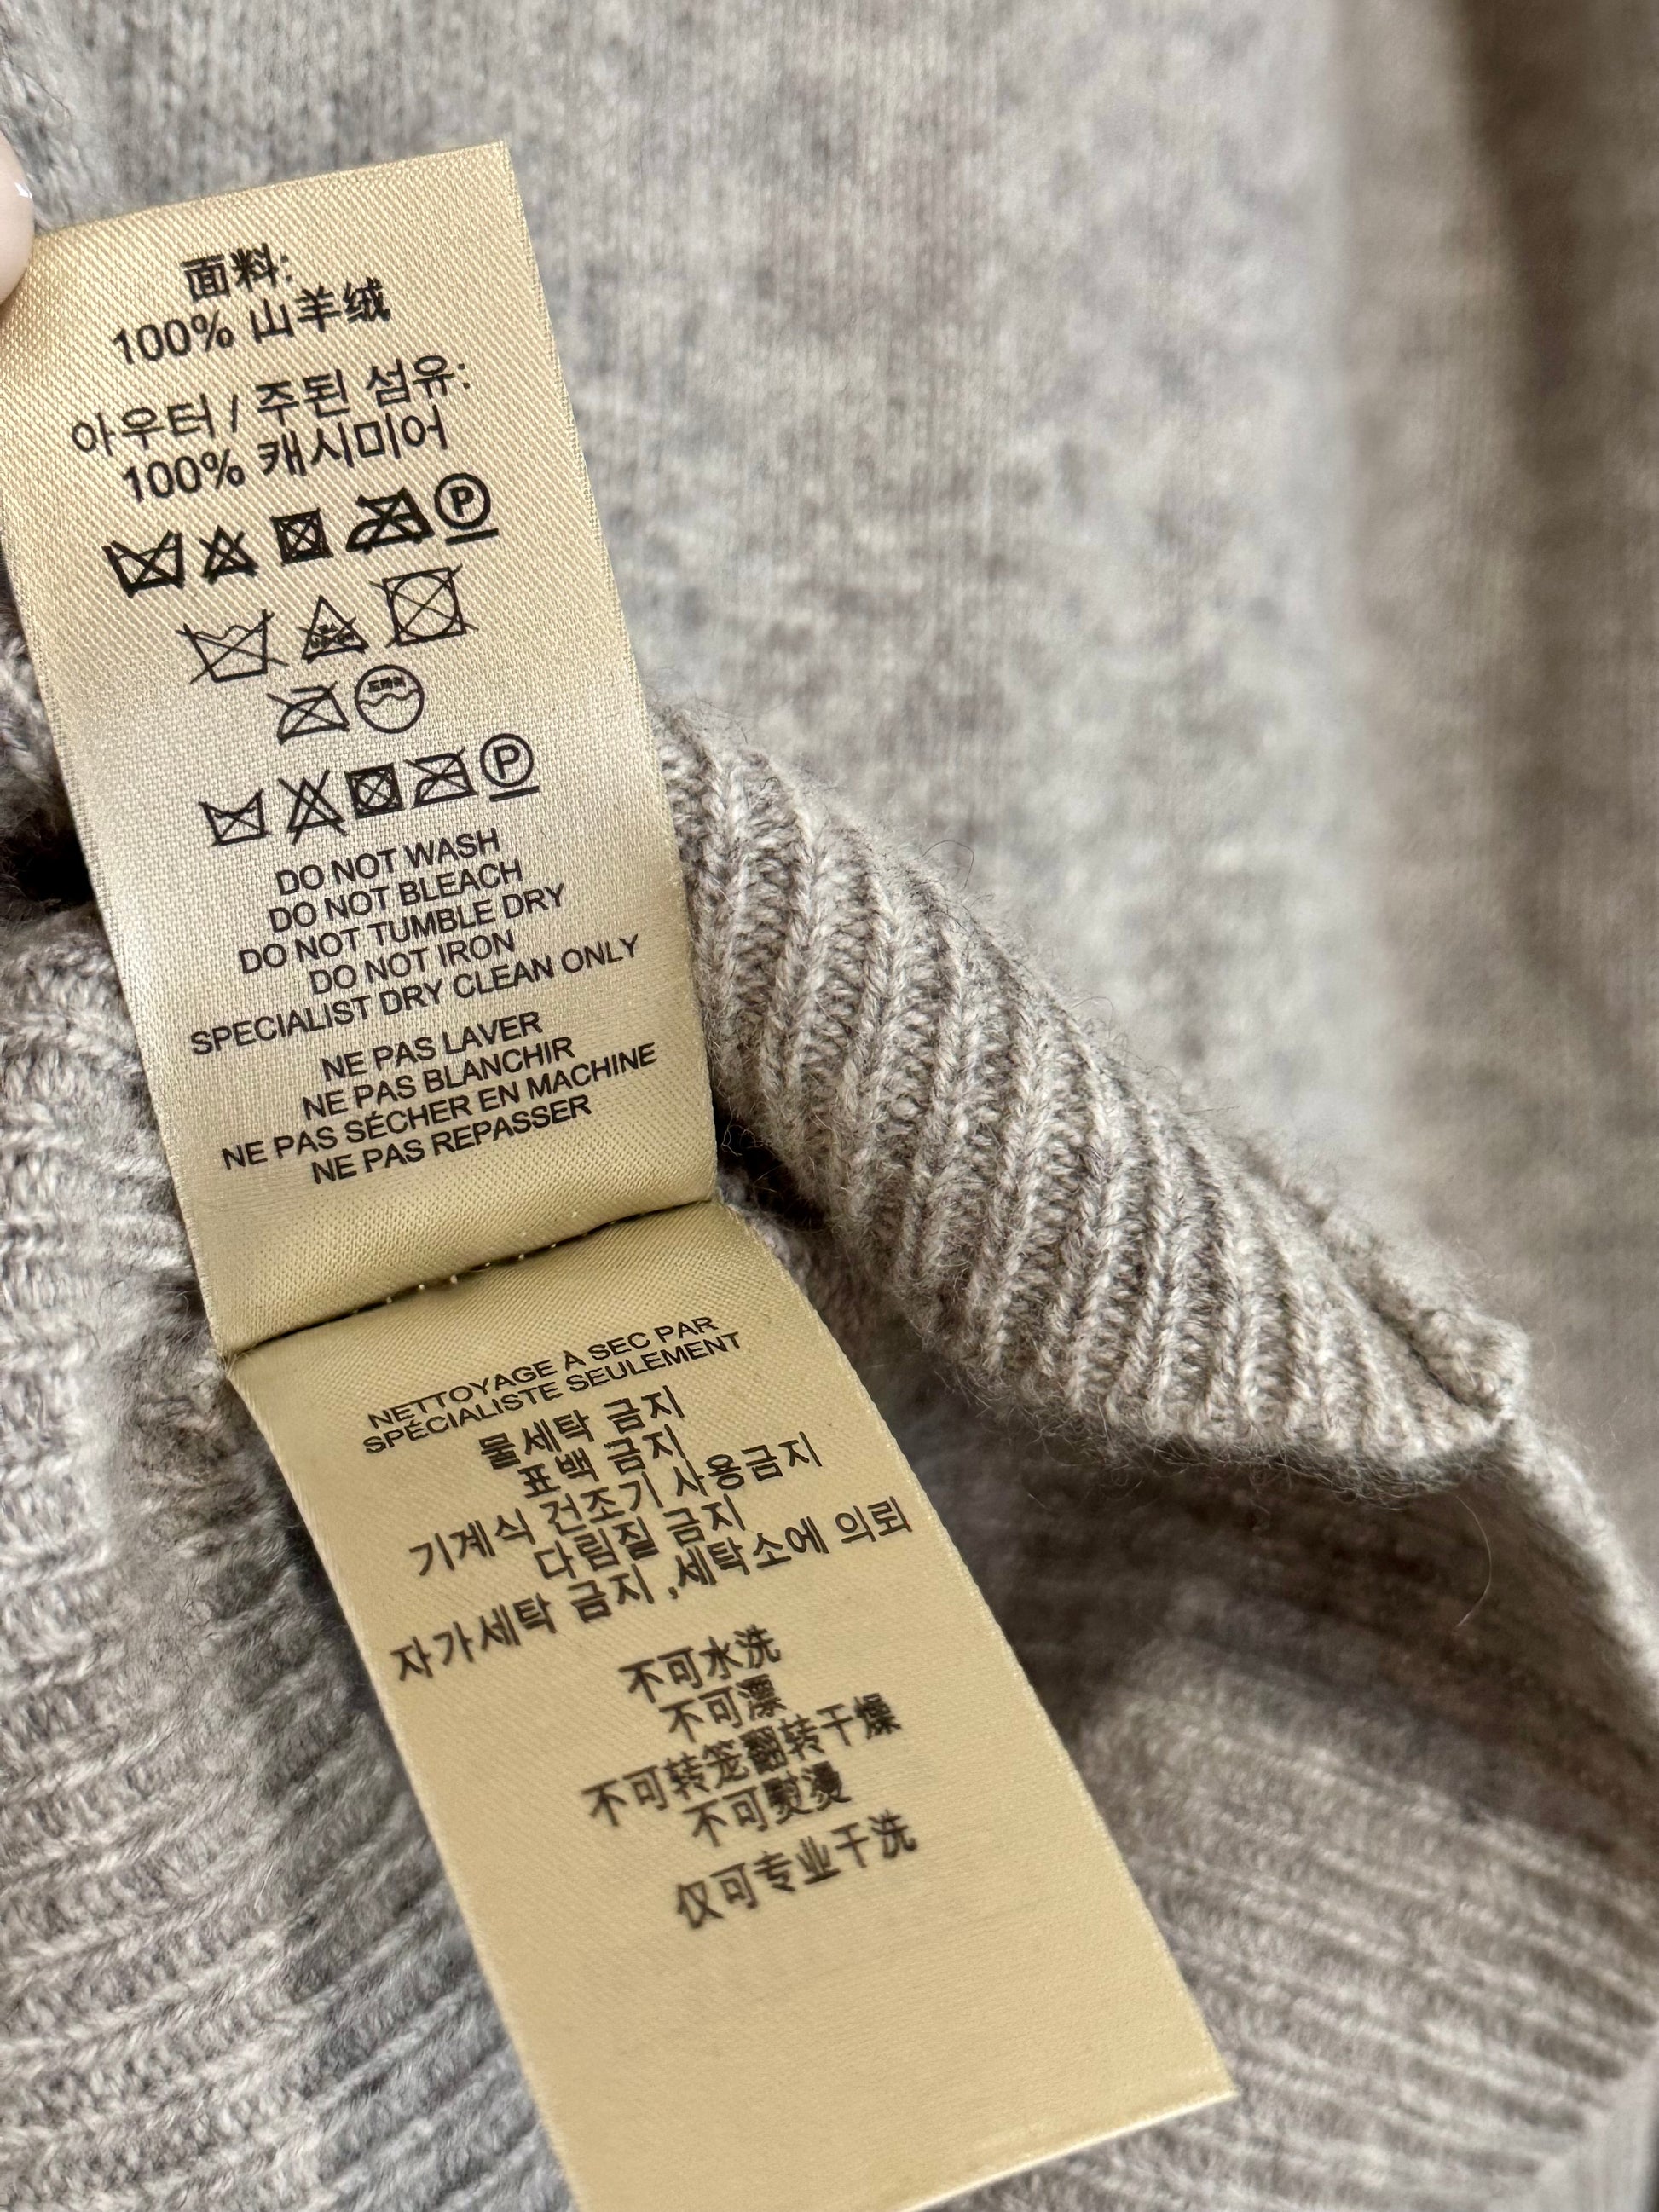 面料:
100% 山羊绒
아우터 / 주된 섬유:
100% 캐시미어
P
P
DO NOT WASH
DO NOT BLEACH
DO NOT TUMBLE DRY
DO NOT IRON
SPECIALIST DRY CLEAN ONLY
NE PAS LAVER
NE PAS BLANCHIR
NE PAS SÉCHER EN MACHINE
NE PAS REPASSER
NETTOYAGE À SEC PAR
SPÉCIALISTE SEULEMENT
물세탁 금지
표백 금지
기계식 건조기 사용금지
다림질 금지
자가세탁 금지 ,세탁소에 의뢰
不可水洗
不可漂
不可转笼翻转干燥
不可熨烫
仅可专业干洗